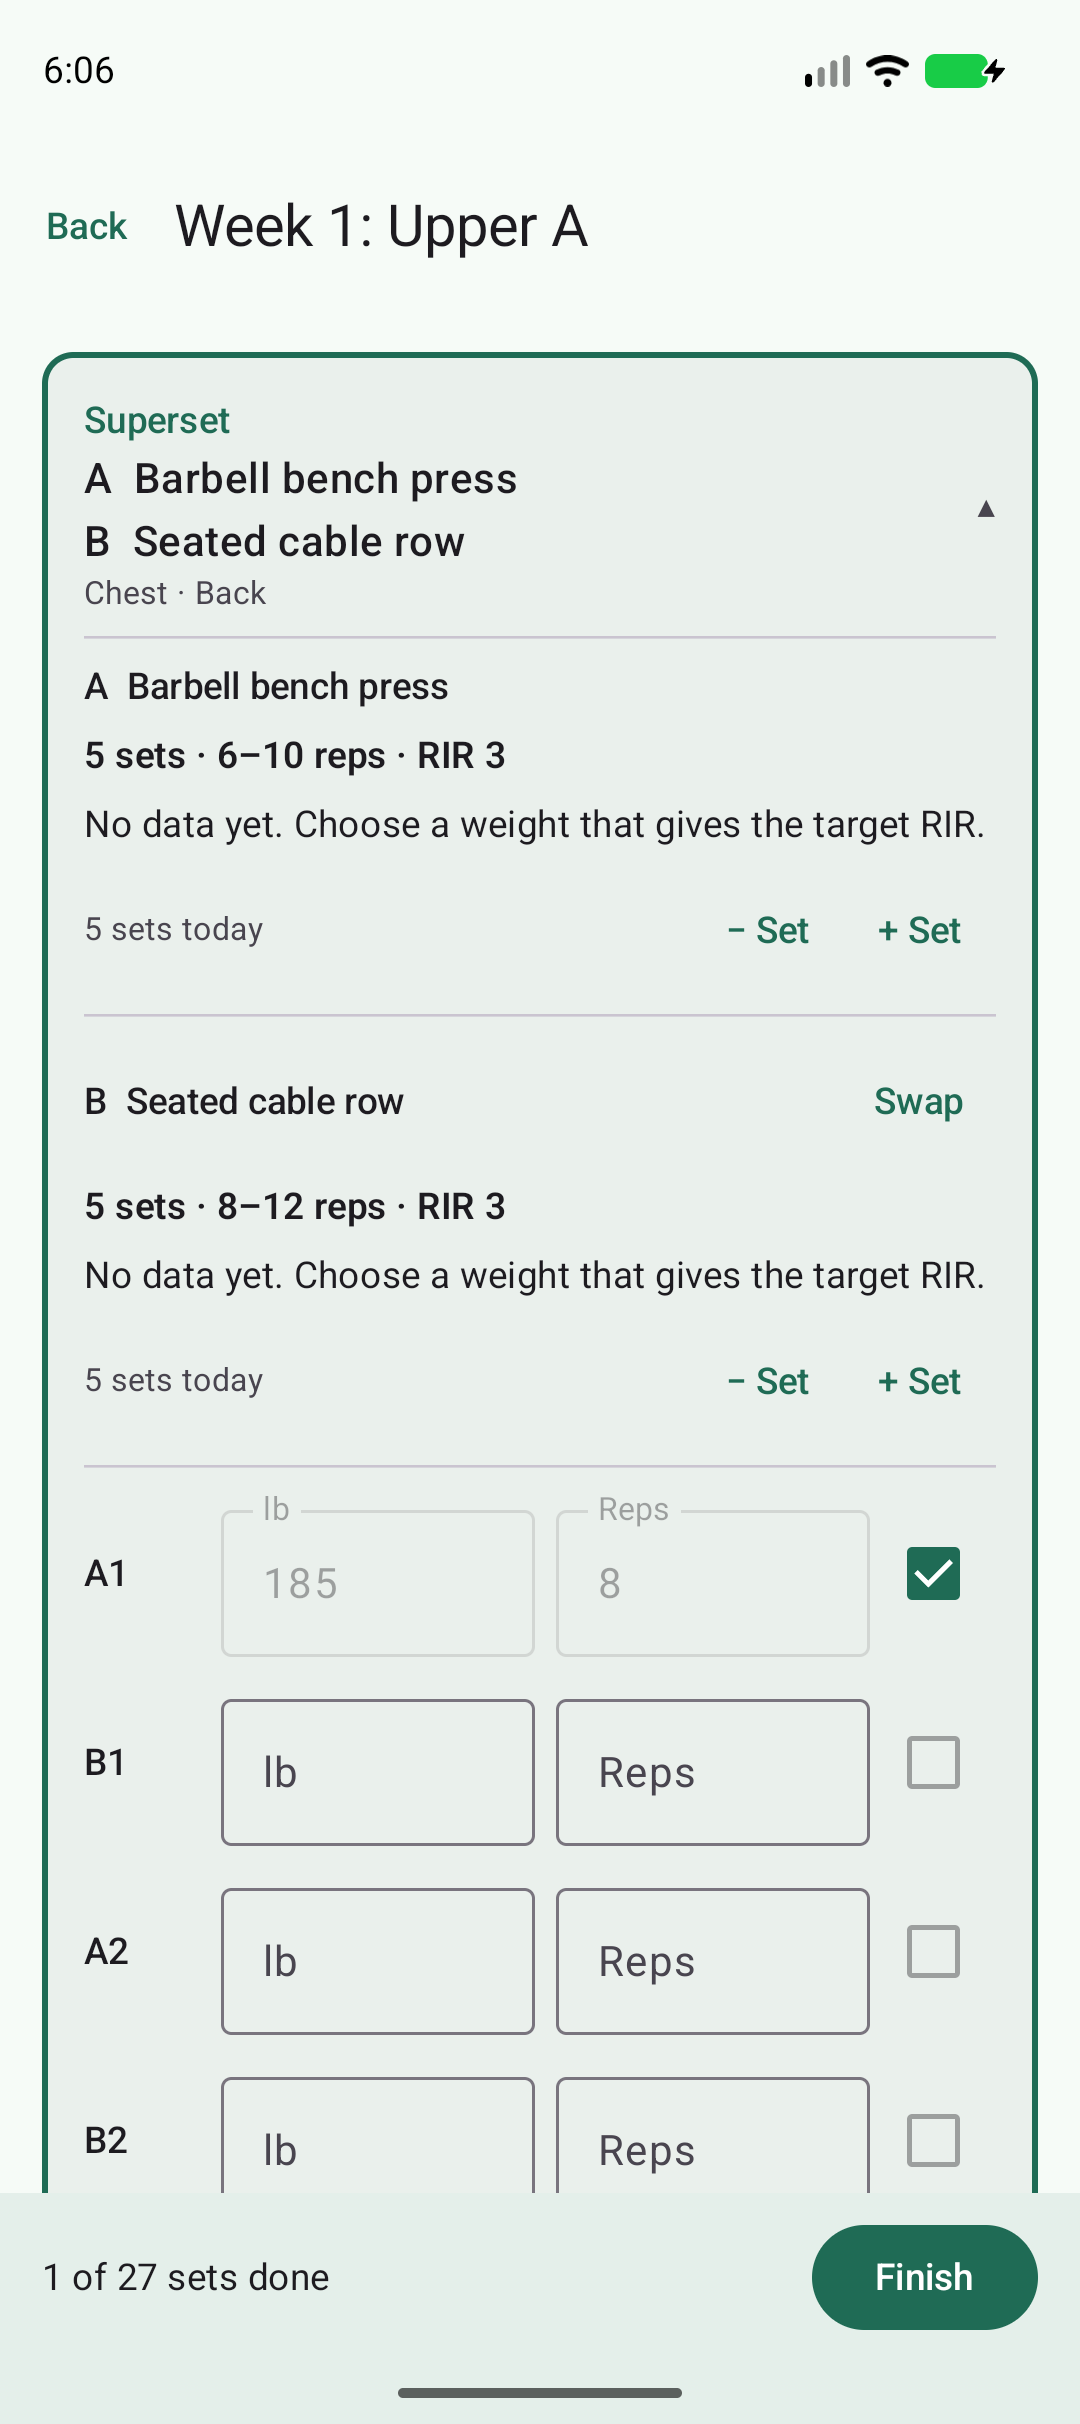 6:06
Back Week 1: Upper A
Superset
A Barbell bench press
▲
B Seated cable row
Chest · Back
A Barbell bench press
5 sets · 6–10 reps · RIR 3
No data yet. Choose a weight that gives the target RIR.
5 sets today − Set + Set
B Seated cable row Swap
5 sets · 8–12 reps · RIR 3
No data yet. Choose a weight that gives the target RIR.
5 sets today − Set + Set
lb Reps
A1 185 8
B1 lb Reps
A2 lb Reps
B2 lb Reps
1 of 27 sets done Finish